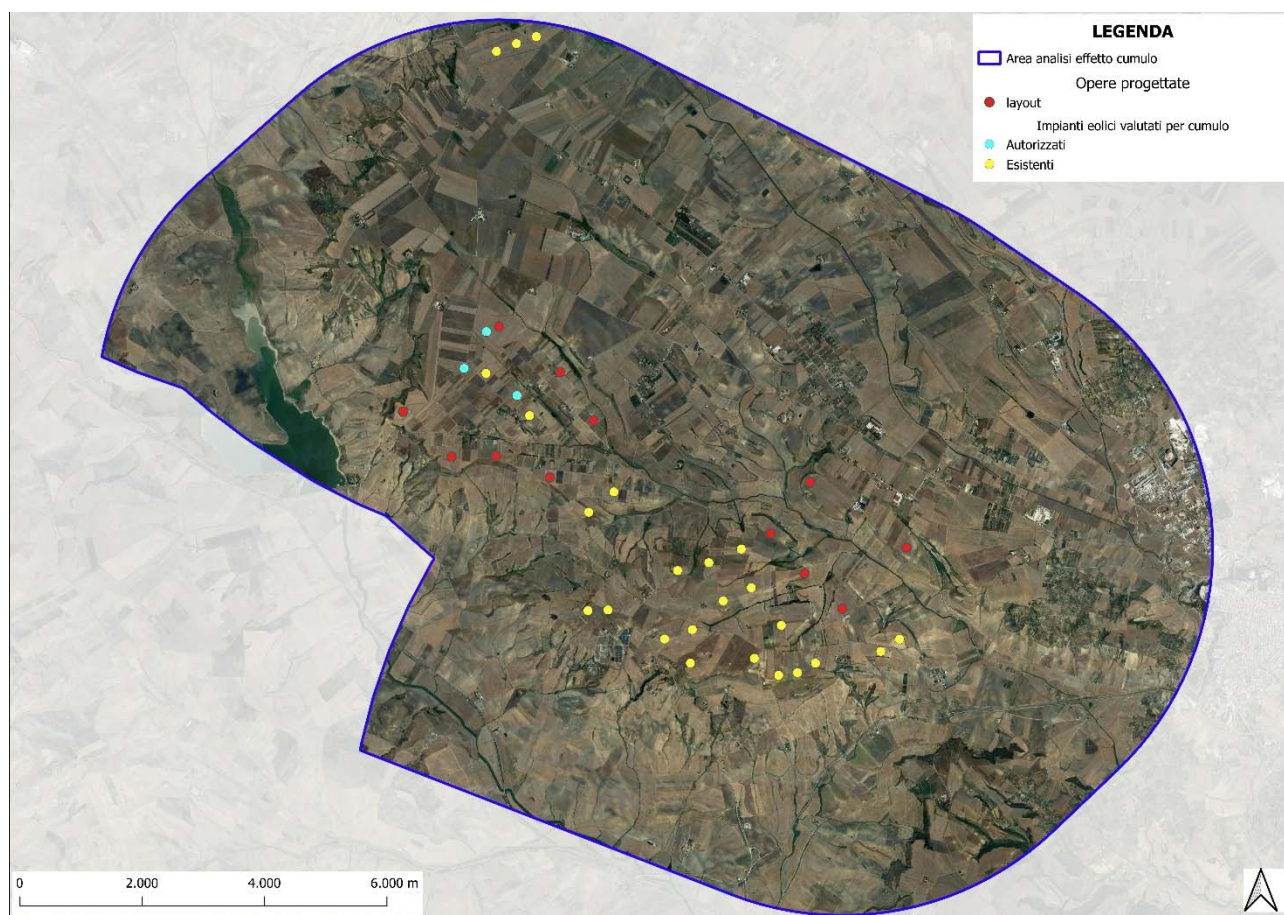 LEGENDA
Area analisi effetto cumulo
Opere progettate
layout
Impianti eolici valutati per cumulo
Autorizzati
Esistenti
0 2.000 4.000 6.000 m